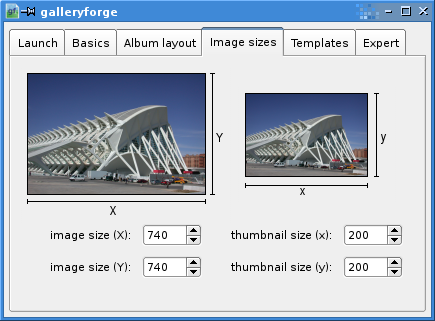 galleryforge
Launch Basics Album layout Image sizes Templates Expert
Y
y
X
x
image size (X): 740 thumbnail size (x): 200
image size (Y): 740 thumbnail size (y): 200